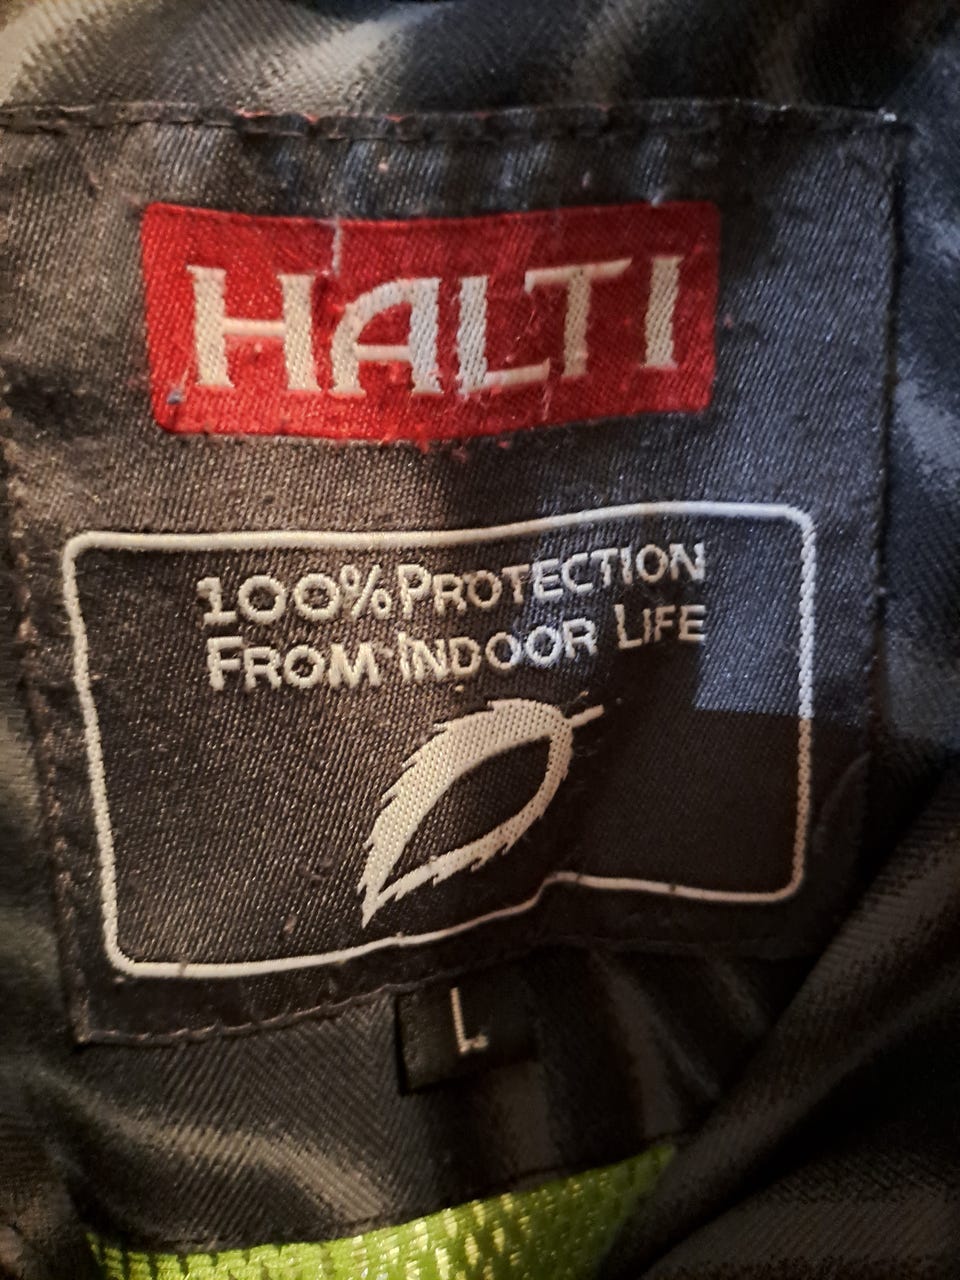 HALTI
100% PROTECTION
FROM INDOOR LIFE
L